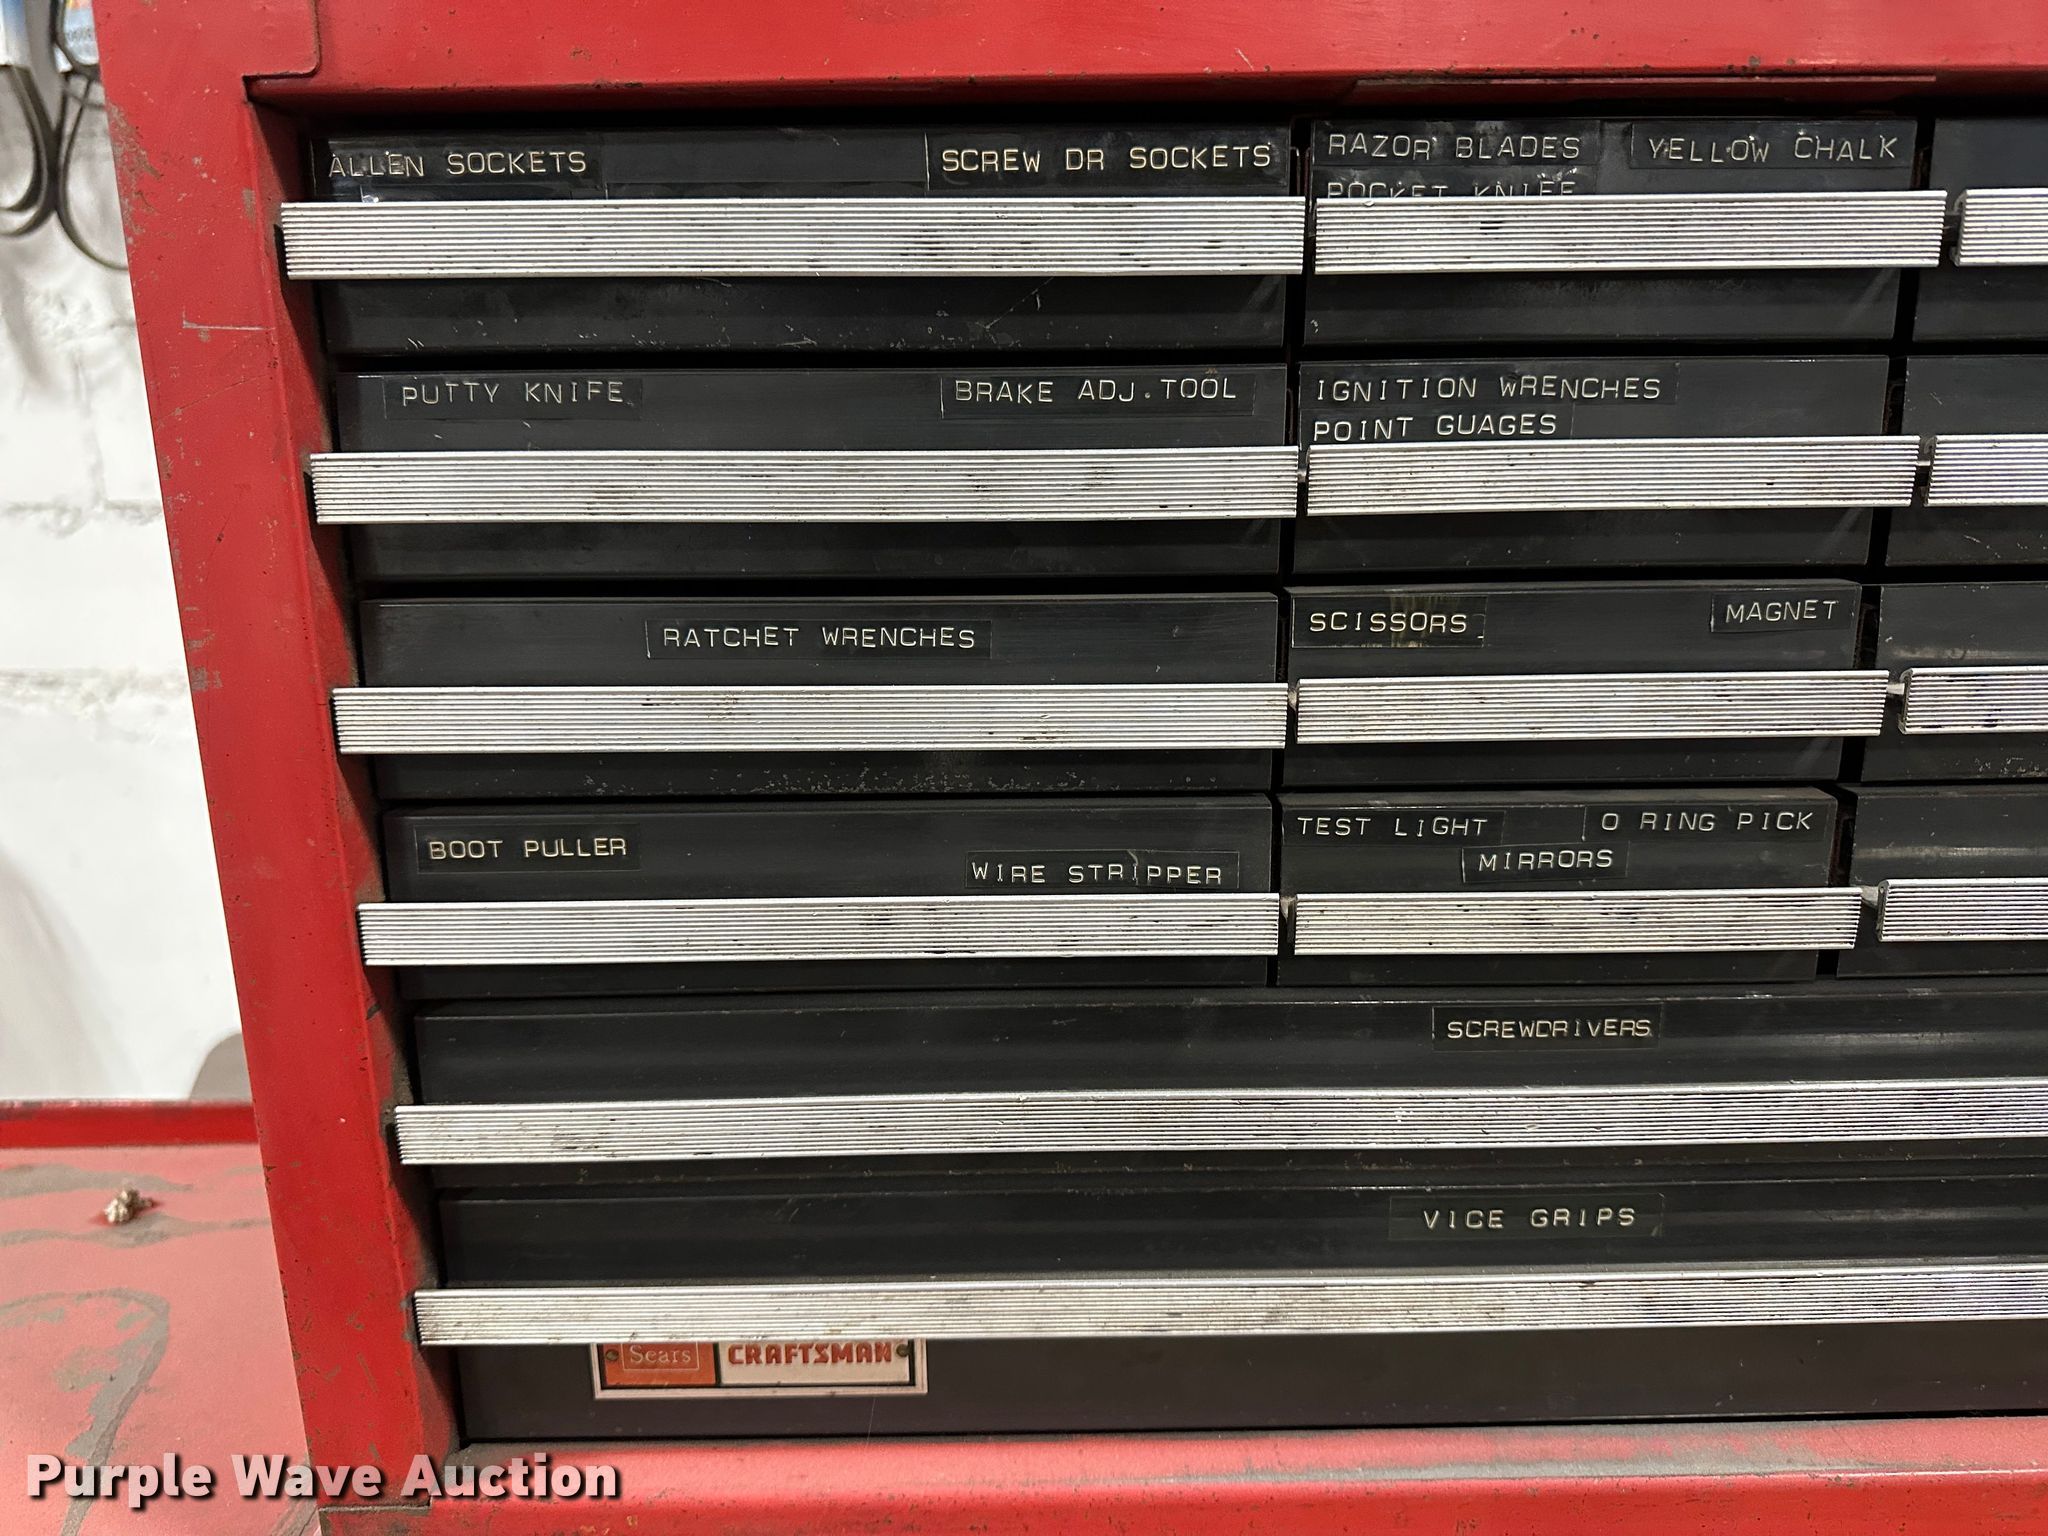 ALLEN SOCKETS
SCREW DR SOCKETS
RAZOR BLADES
YELLOW CHALK
POCKET KNIFE
PUTTY KNIFE
BRAKE ADJ.TOOL
IGNITION WRENCHES
POINT GUAGES
RATCHET WRENCHES
SCISSORS
MAGNET
BOOT PULLER
WIRE STRIPPER
TEST LIGHT
O RING PICK
MIRRORS
SCREWDRIVERS
VICE GRIPS
Sears
CRAFTSMAN
Purple Wave Auction